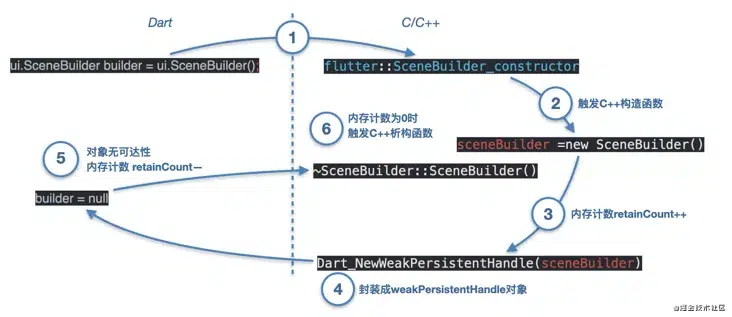 Dart
C/C++
1
ui.SceneBuilder builder = ui.SceneBuilder();
flutter::SceneBuilder_constructor
2
触发C++构造函数
6
内存计数为0时
触发C++析构函数
sceneBuilder =new SceneBuilder()
5
对象无可达性
内存计数 retainCount—
~SceneBuilder::SceneBuilder()
builder = null
3
内存计数retainCount++
Dart_NewWeakPersistentHandle(sceneBuilder)
4
封装成weakPersistentHandle对象
@掘金技术社区